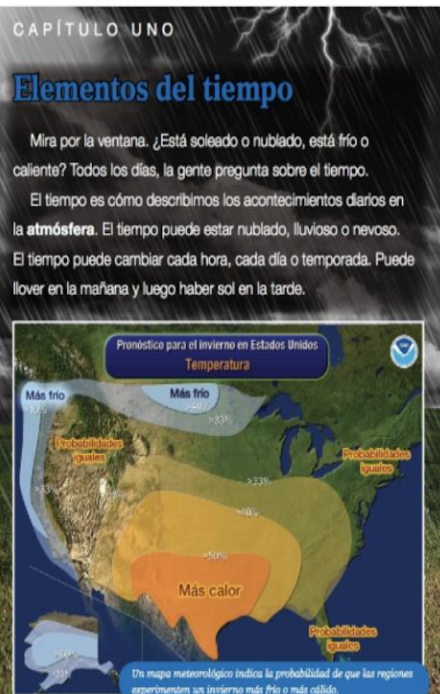 CAPÍTULO UNO
Elementos del tiempo
Mira por la ventana. ¿Está soleado o nublado, está frío o
caliente? Todos los días, la gente pregunta sobre el tiempo.
El tiempo es cómo describimos los acontecimientos diarios en
la atmósfera. El tiempo puede estar nublado, lluvioso o nevoso.
El tiempo puede cambiar cada hora, cada día o temporada. Puede
llover en la mañana y luego haber sol en la tarde.
Pronóstico para el invierno en Estados Unidos
Temperatura
Más frío
Más frío
>33%
Probabilidades
iguales
Probabilidades
iguales
>33%
>33%
>40%
>50%
Más calor
Probabilidades
iguales
Un mapa meteorológico indica la probabilidad de que las regiones
experimenten un invierno más frío o más cálido.